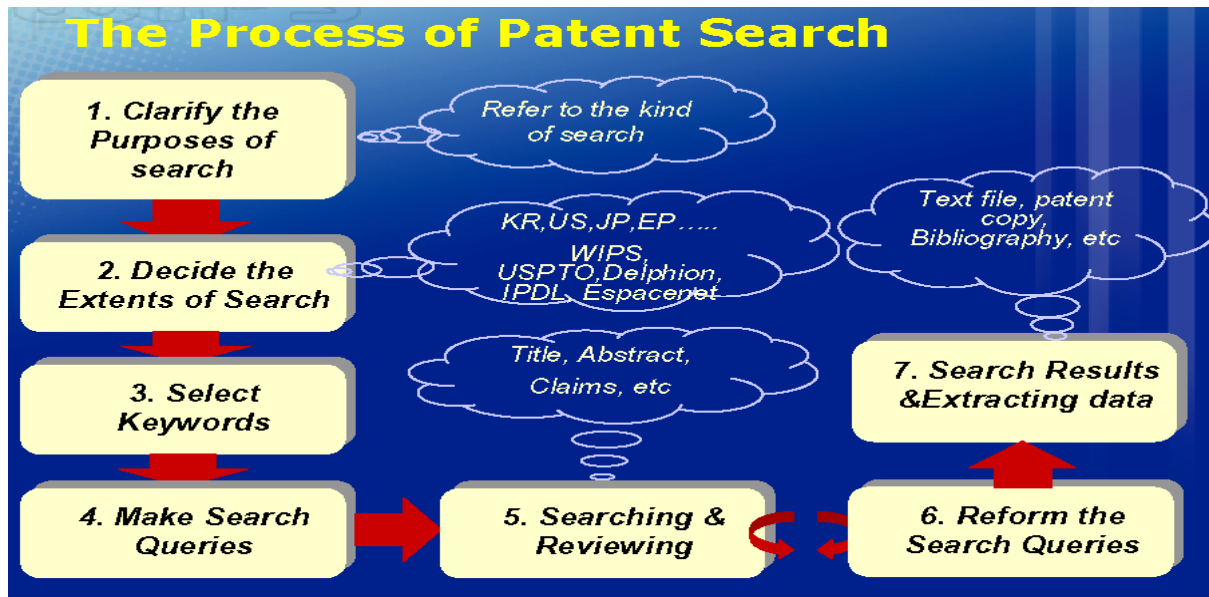 The Process of Patent Search
1. Clarify the
Purposes of
search
Refer to the kind
of search
2. Decide the
Extents of Search
KR,US,JP,EP …..
WIPS,
USPTO,Delphion,
IPDL, Espacenet
3. Select
Keywords
4. Make Search
Queries
Title, Abstract,
Claims, etc
5. Searching &
Reviewing
6. Reform the
Search Queries
7. Search Results
&Extracting data
Text file, patent
copy,
Bibliography, etc